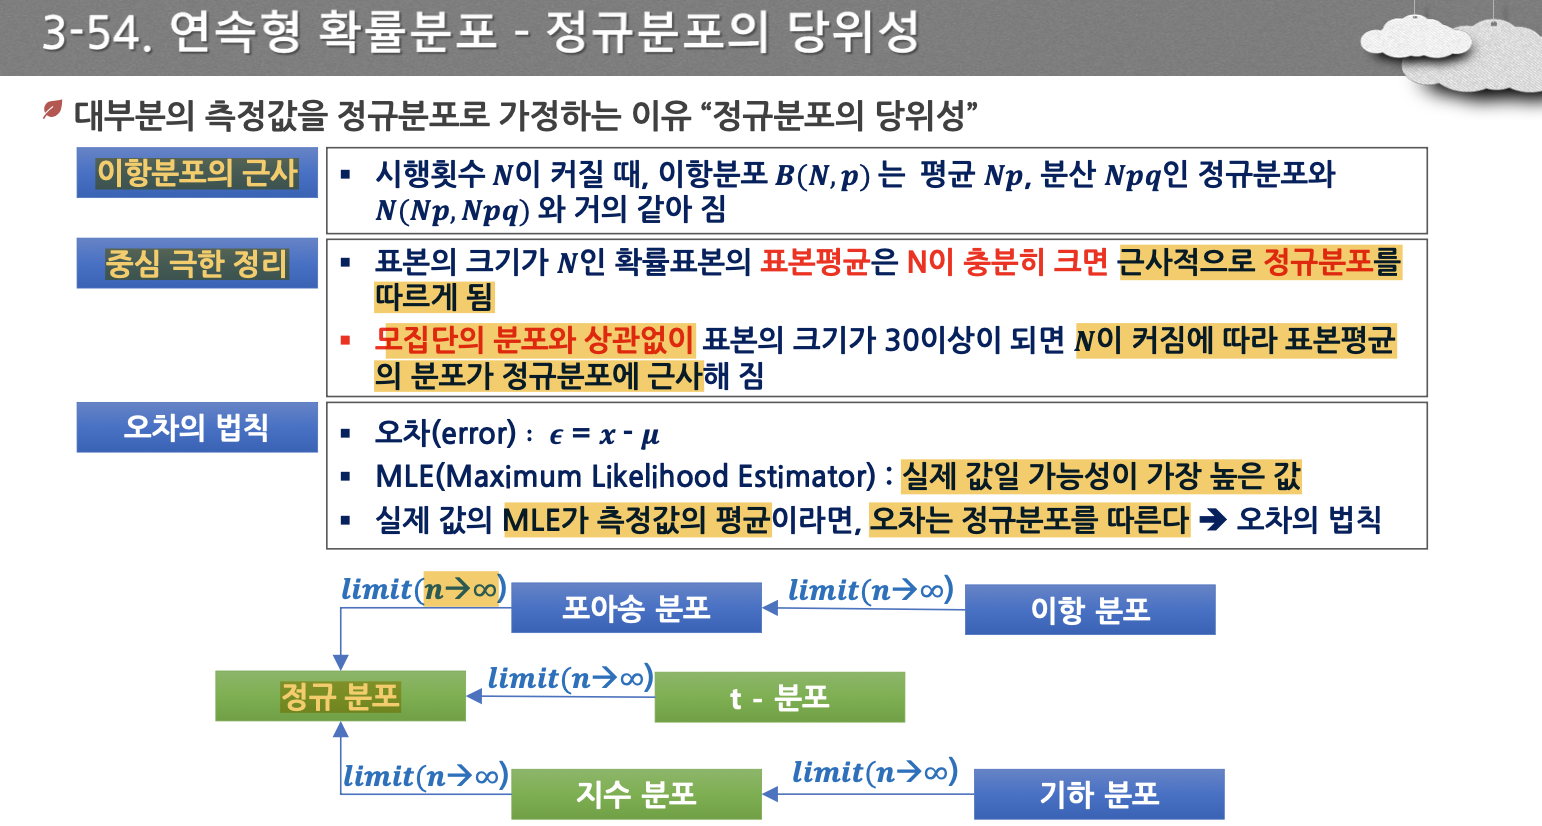 3-54. 연속형 확률분포 - 정규분포의 당위성
대부분의 측정값을 정규분포로 가정하는 이유 “정규분포의 당위성”
이항분포의 근사
▪ 시행횟수 N이 커질 때, 이항분포 B(N, p) 는 평균 Np, 분산 Npq인 정규분포와
N(Np, Npq) 와 거의 같아 짐
중심 극한 정리
▪ 표본의 크기가 N인 확률표본의 표본평균은 N이 충분히 크면 근사적으로 정규분포를
따르게 됨
▪ 모집단의 분포와 상관없이 표본의 크기가 30이상이 되면 N이 커짐에 따라 표본평균
의 분포가 정규분포에 근사해 짐
오차의 법칙
▪ 오차(error) : ϵ = x - μ
▪ MLE(Maximum Likelihood Estimator) : 실제 값일 가능성이 가장 높은 값
▪ 실제 값의 MLE가 측정값의 평균이라면, 오차는 정규분포를 따른다 ➔ 오차의 법칙
limit(n→∞)
포아송 분포
limit(n→∞)
이항 분포
정규 분포
limit(n→∞)
t - 분포
limit(n→∞)
지수 분포
limit(n→∞)
기하 분포